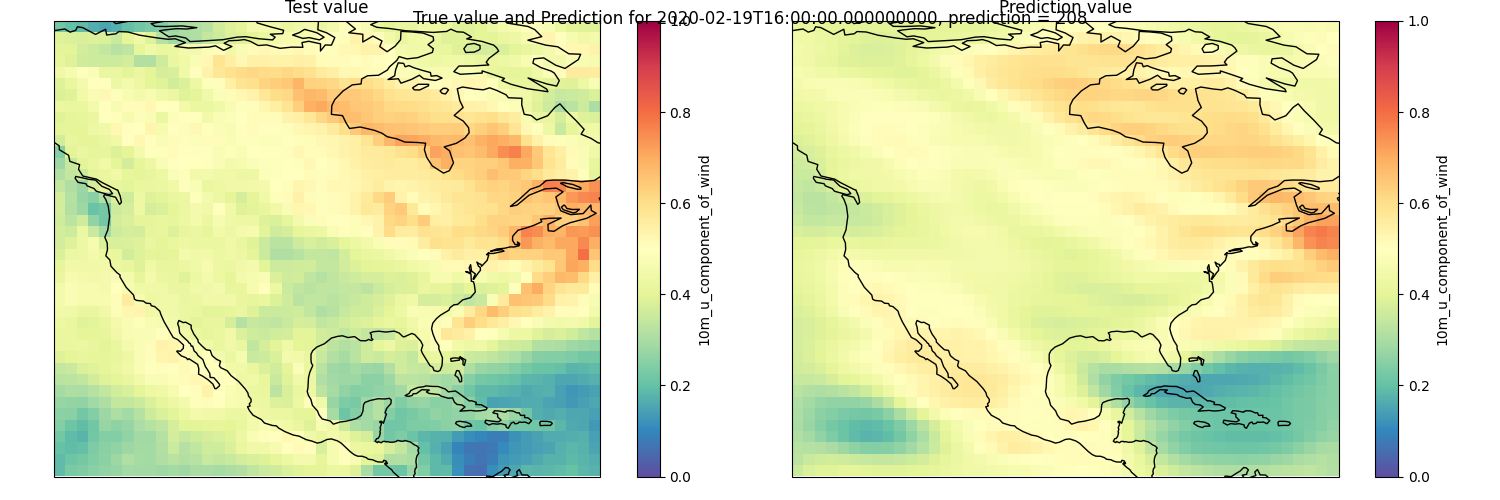 Test value
Prediction value
True value and Prediction for 2020-02-19T16:00:00.000000000, prediction = 208
1.0
0.8
0.6
0.4
0.2
0.0
10m_u_component_of_wind
1.0
0.8
0.6
0.4
0.2
0.0
10m_u_component_of_wind